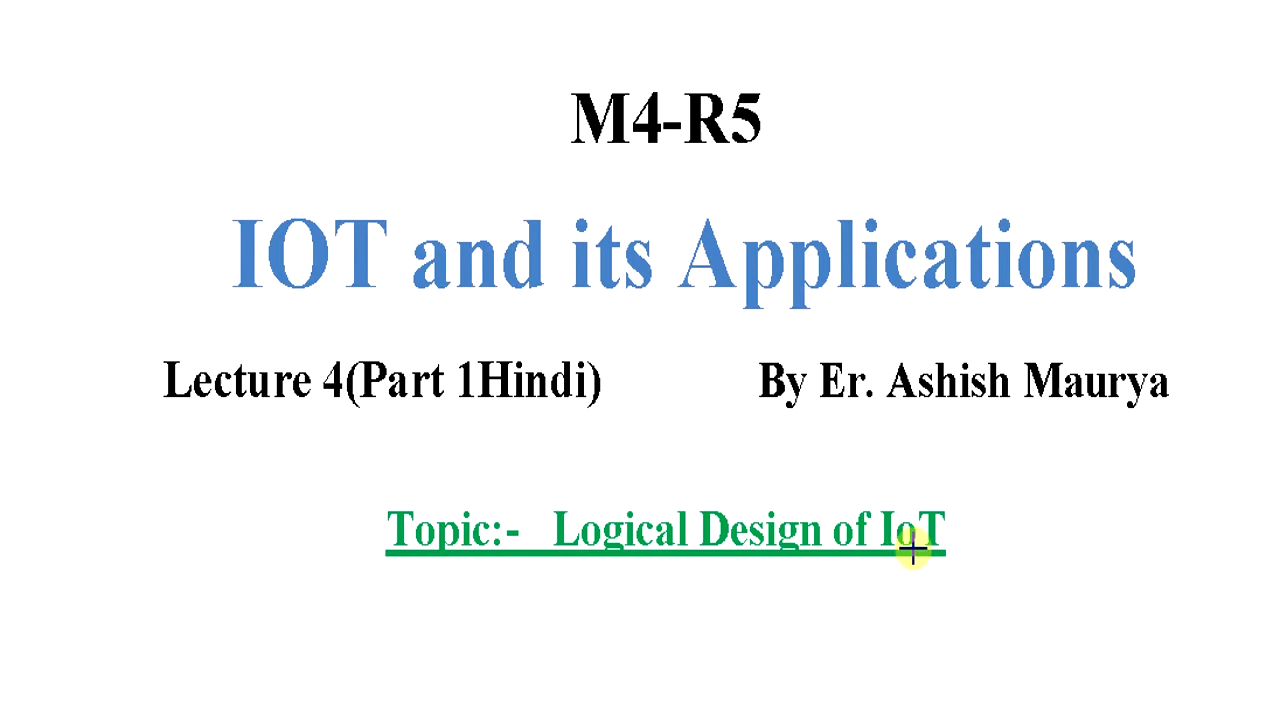 M4-R5
IOT and its Applications
Lecture 4(Part 1Hindi) By Er. Ashish Maurya
Topic:- Logical Design of IoT